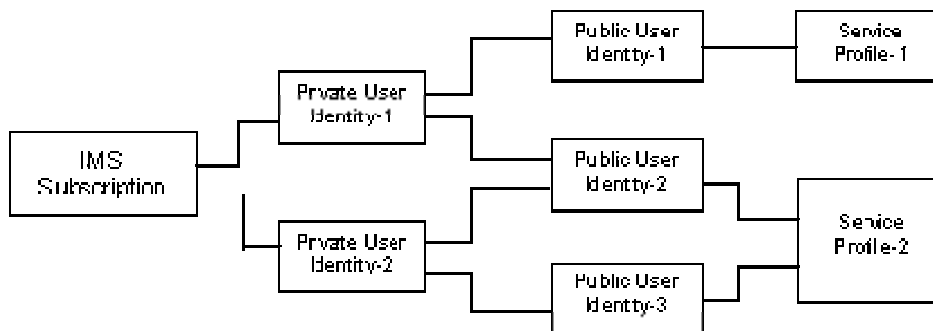 IMS
Subscription
Private User
Identity-1
Private User
Identity-2
Public User
Identity-1
Public User
Identity-2
Public User
Identity-3
Service
Profile-1
Service
Profile-2